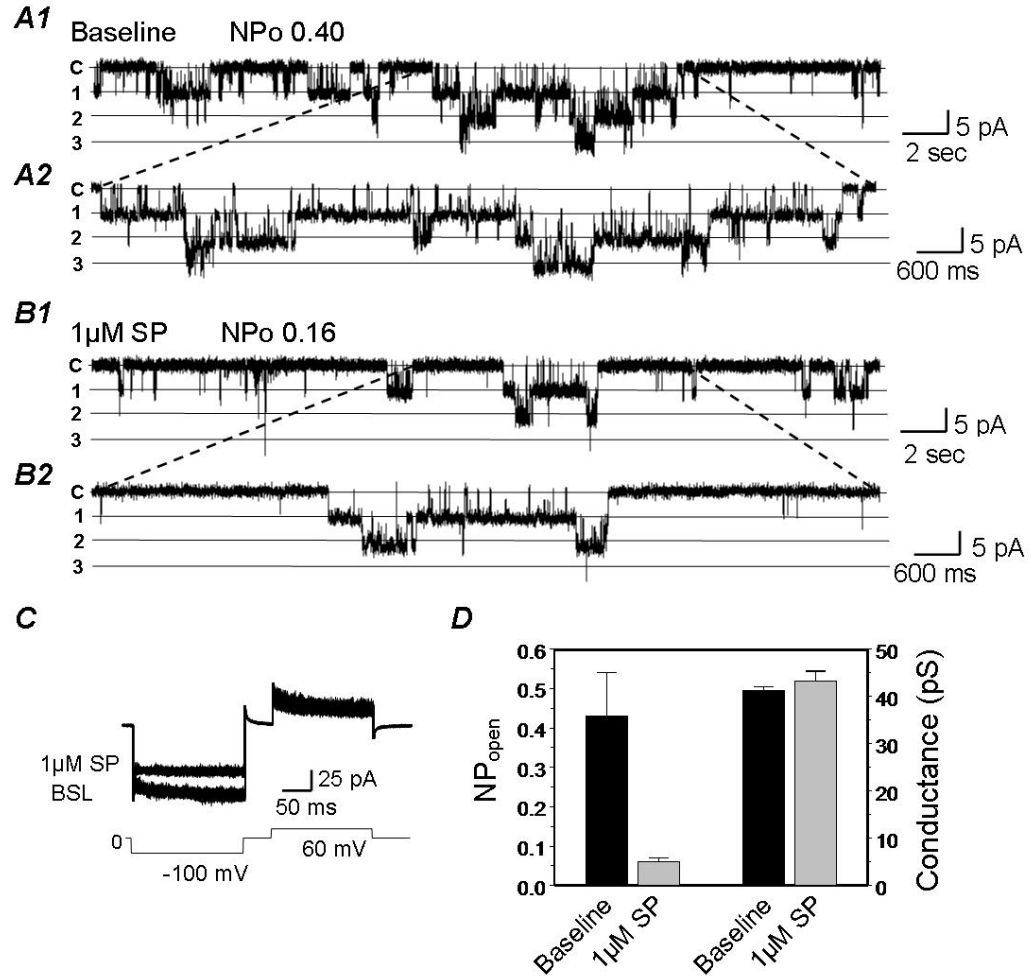 A1
Baseline NPo 0.40
C
1
2
3
5 pA
2 sec
A2
C
1
2
3
5 pA
600 ms
B1
1µM SP NPo 0.16
C
1
2
3
5 pA
2 sec
B2
C
1
2
3
5 pA
600 ms
C
1µM SP
BSL
25 pA
50 ms
0
-100 mV
60 mV
D
NPopen
0.6
0.5
0.4
0.3
0.2
0.1
0.0
50
40
30
20
10
0
Conductance (pS)
Baseline
1µM SP
Baseline
1µM SP